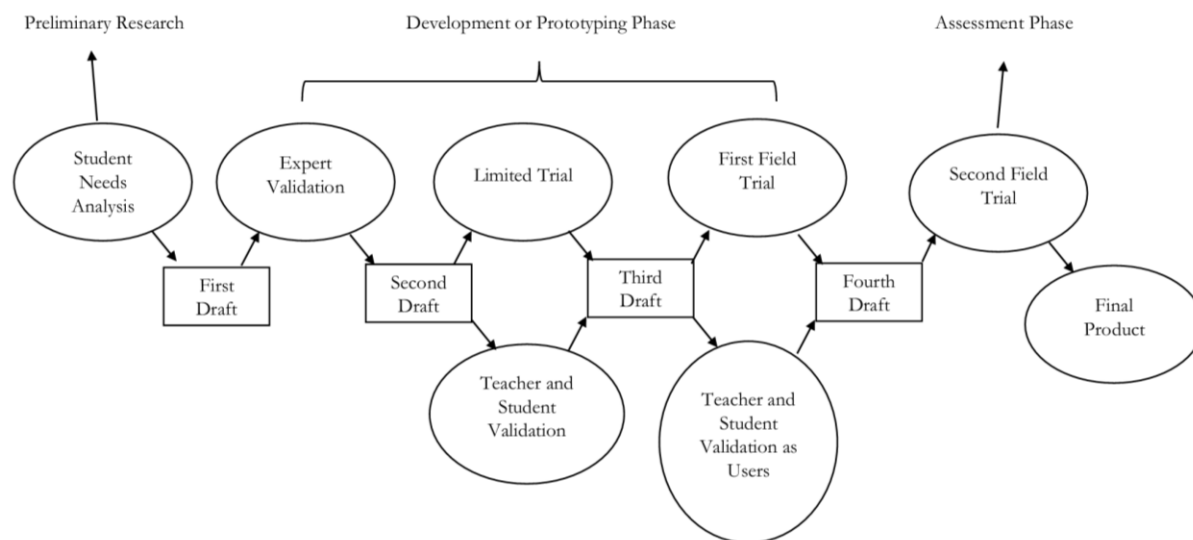 Preliminary Research
Development or Prototyping Phase
Assessment Phase
Student
Needs
Analysis
Expert
Validation
Limited Trial
First Field
Trial
Second Field
Trial
First
Draft
Second
Draft
Third
Draft
Fourth
Draft
Final
Product
Teacher and
Student
Validation
Teacher and
Student
Validation as
Users